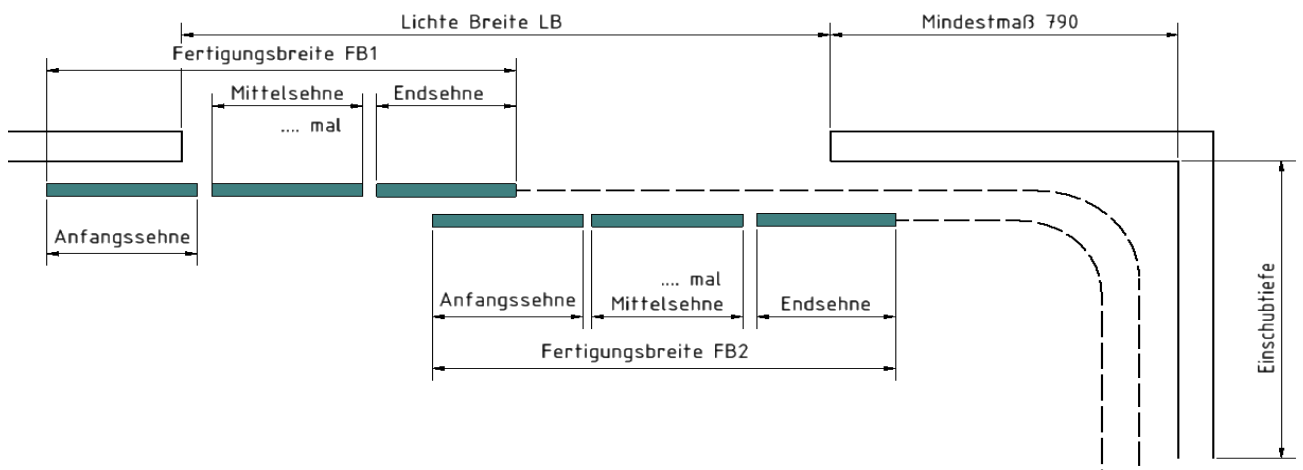 Lichte Breite LB
Mindestmaß 790
Fertigungsbreite FB1
Mittelsehne
Endsehne
.... mal
Anfangssehne
.... mal
Anfangssehne
Mittelsehne
Endsehne
Fertigungsbreite FB2
Einschubtiefe